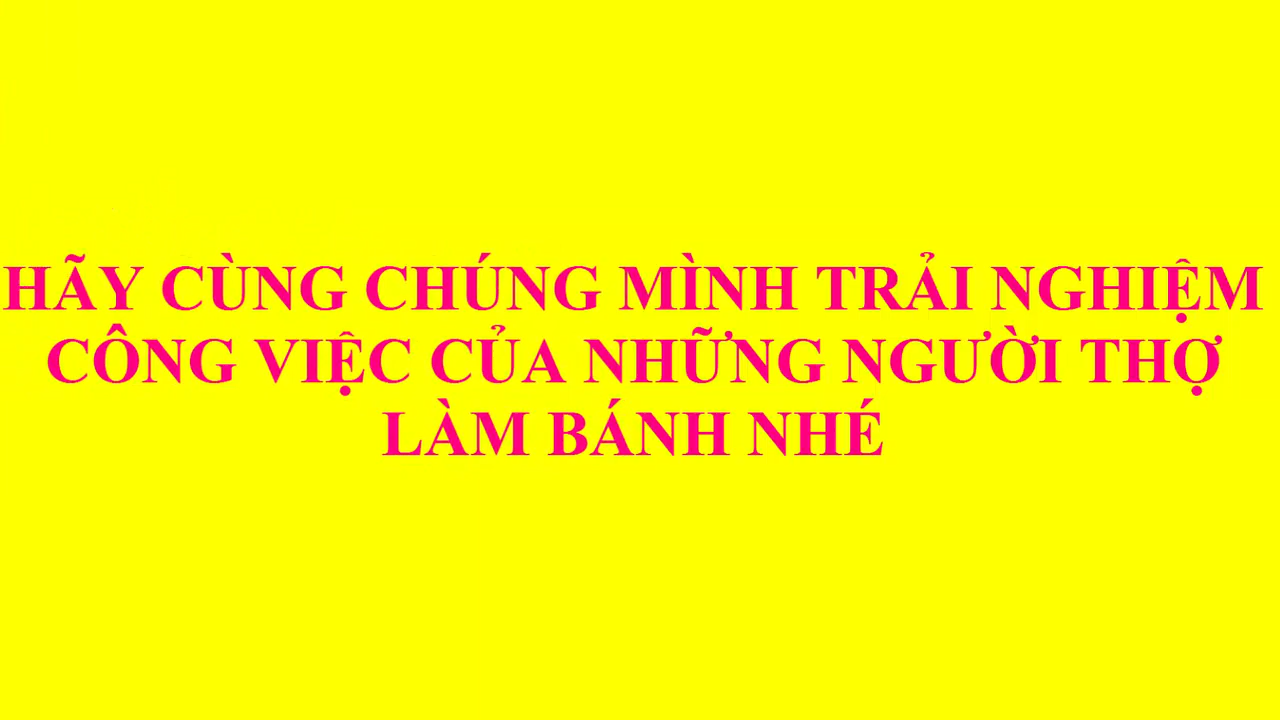 HÃY CÙNG CHÚNG MÌNH TRẢI NGHIỆM
CÔNG VIỆC CỦA NHỮNG NGƯỜI THỢ
LÀM BÁNH NHÉ